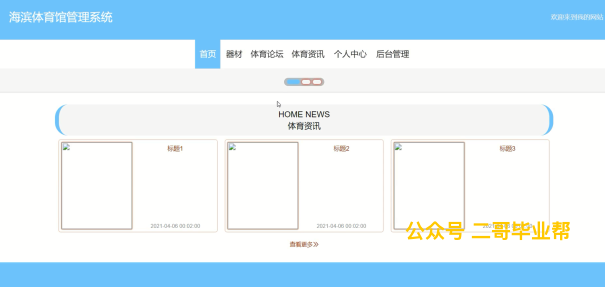 海滨体育馆管理系统
欢迎来到我的网站
首页 器材 体育论坛 体育资讯 个人中心 后台管理
HOME NEWS
体育资讯
标题1 标题2 标题3
2021-04-06 00:02:00 2021-04-06 00:02:00
公众号 二哥毕业帮
查看更多